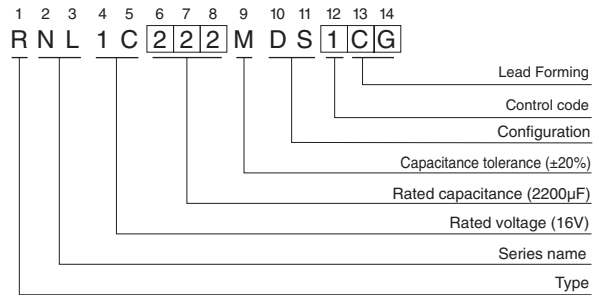 1 2 3 4 5 6 7 8 9 10 11 12 13 14
R N L 1 C 2 2 2 M D S 1 C G
Lead Forming
Control code
Configuration
Capacitance tolerance (±20%)
Rated capacitance (2200µF)
Rated voltage (16V)
Series name
Type